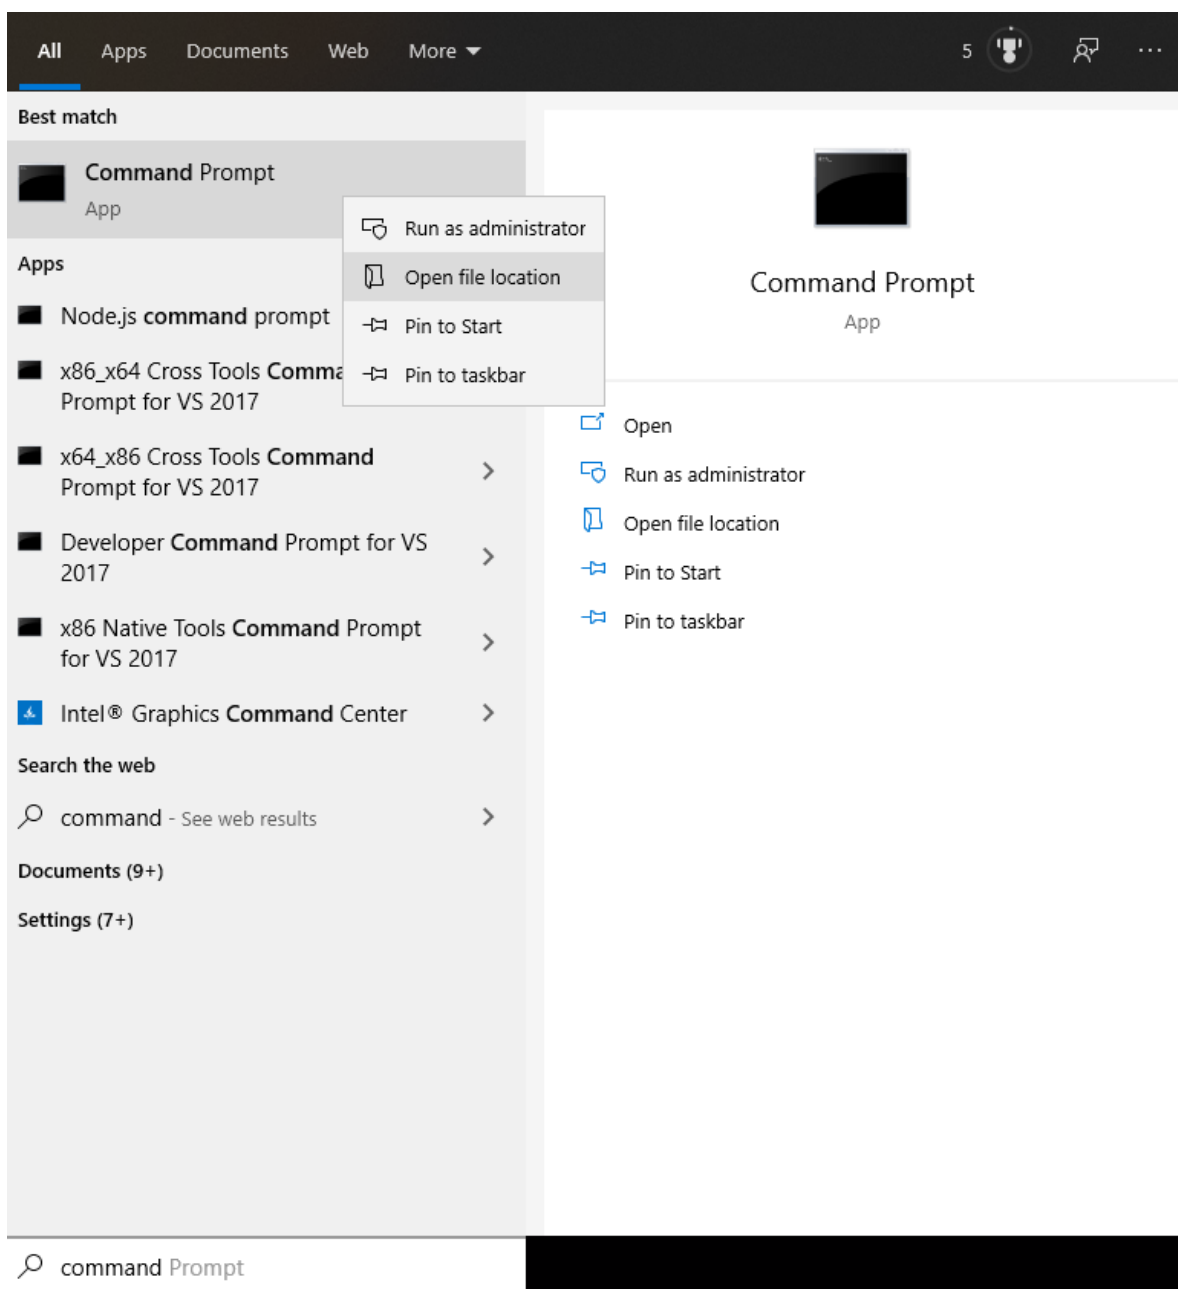 All Apps Documents Web More 5
Best match
Command Prompt
App
Run as administrator
Open file location
Pin to Start
Pin to taskbar
Apps
Node.js command prompt
x86_x64 Cross Tools Comma
Prompt for VS 2017
x64_x86 Cross Tools Command
Prompt for VS 2017
Developer Command Prompt for VS
2017
x86 Native Tools Command Prompt
for VS 2017
Intel® Graphics Command Center
Search the web
command - See web results
Documents (9+)
Settings (7+)
command Prompt
Command Prompt
App
Open
Run as administrator
Open file location
Pin to Start
Pin to taskbar